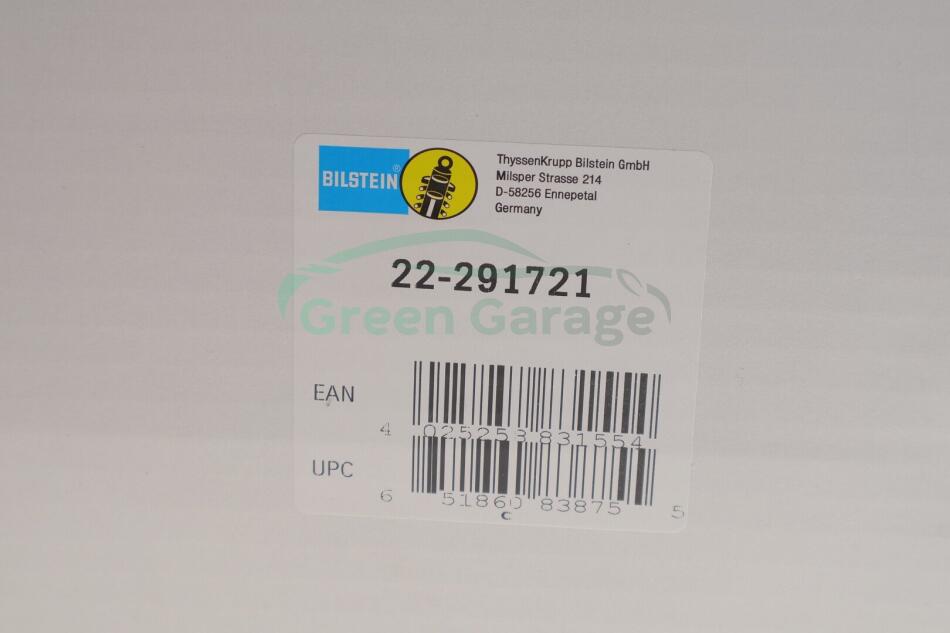 BILSTEIN®
ThyssenKrupp Bilstein GmbH
Milsper Strasse 214
D-58256 Ennepetal
Germany
22-291721
Green Garage
EAN
4 025258 831554
UPC
6 51860 83875 5
C